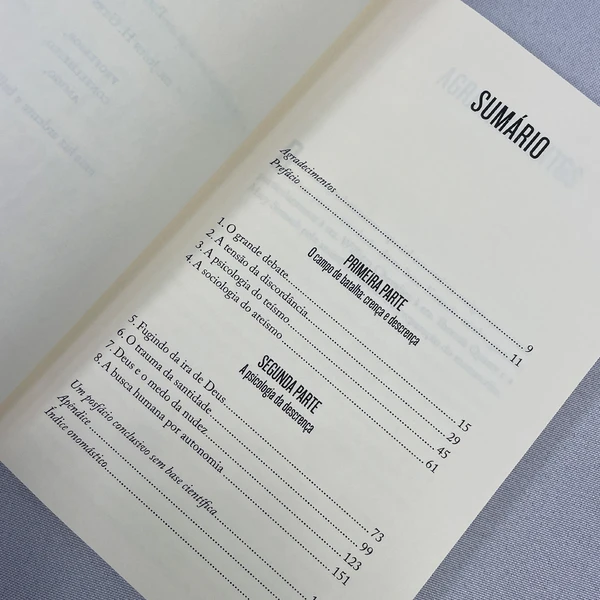 SUMÁRIO
Agradecimentos 9
Prefácio 11
PRIMEIRA PARTE
O campo de batalha: crença e descrença
1. O grande debate 15
2. A tensão da discordância 29
3. A psicologia do teísmo 45
4. A sociologia do ateísmo 61
SEGUNDA PARTE
A psicologia da descrença
5. Fugindo da ira de Deus 73
6. O trauma da santidade 99
7. Deus e o medo da nudez 123
8. A busca humana por autonomia 151
Um posfácio conclusivo sem base científica
Apêndice
Índice onomástico